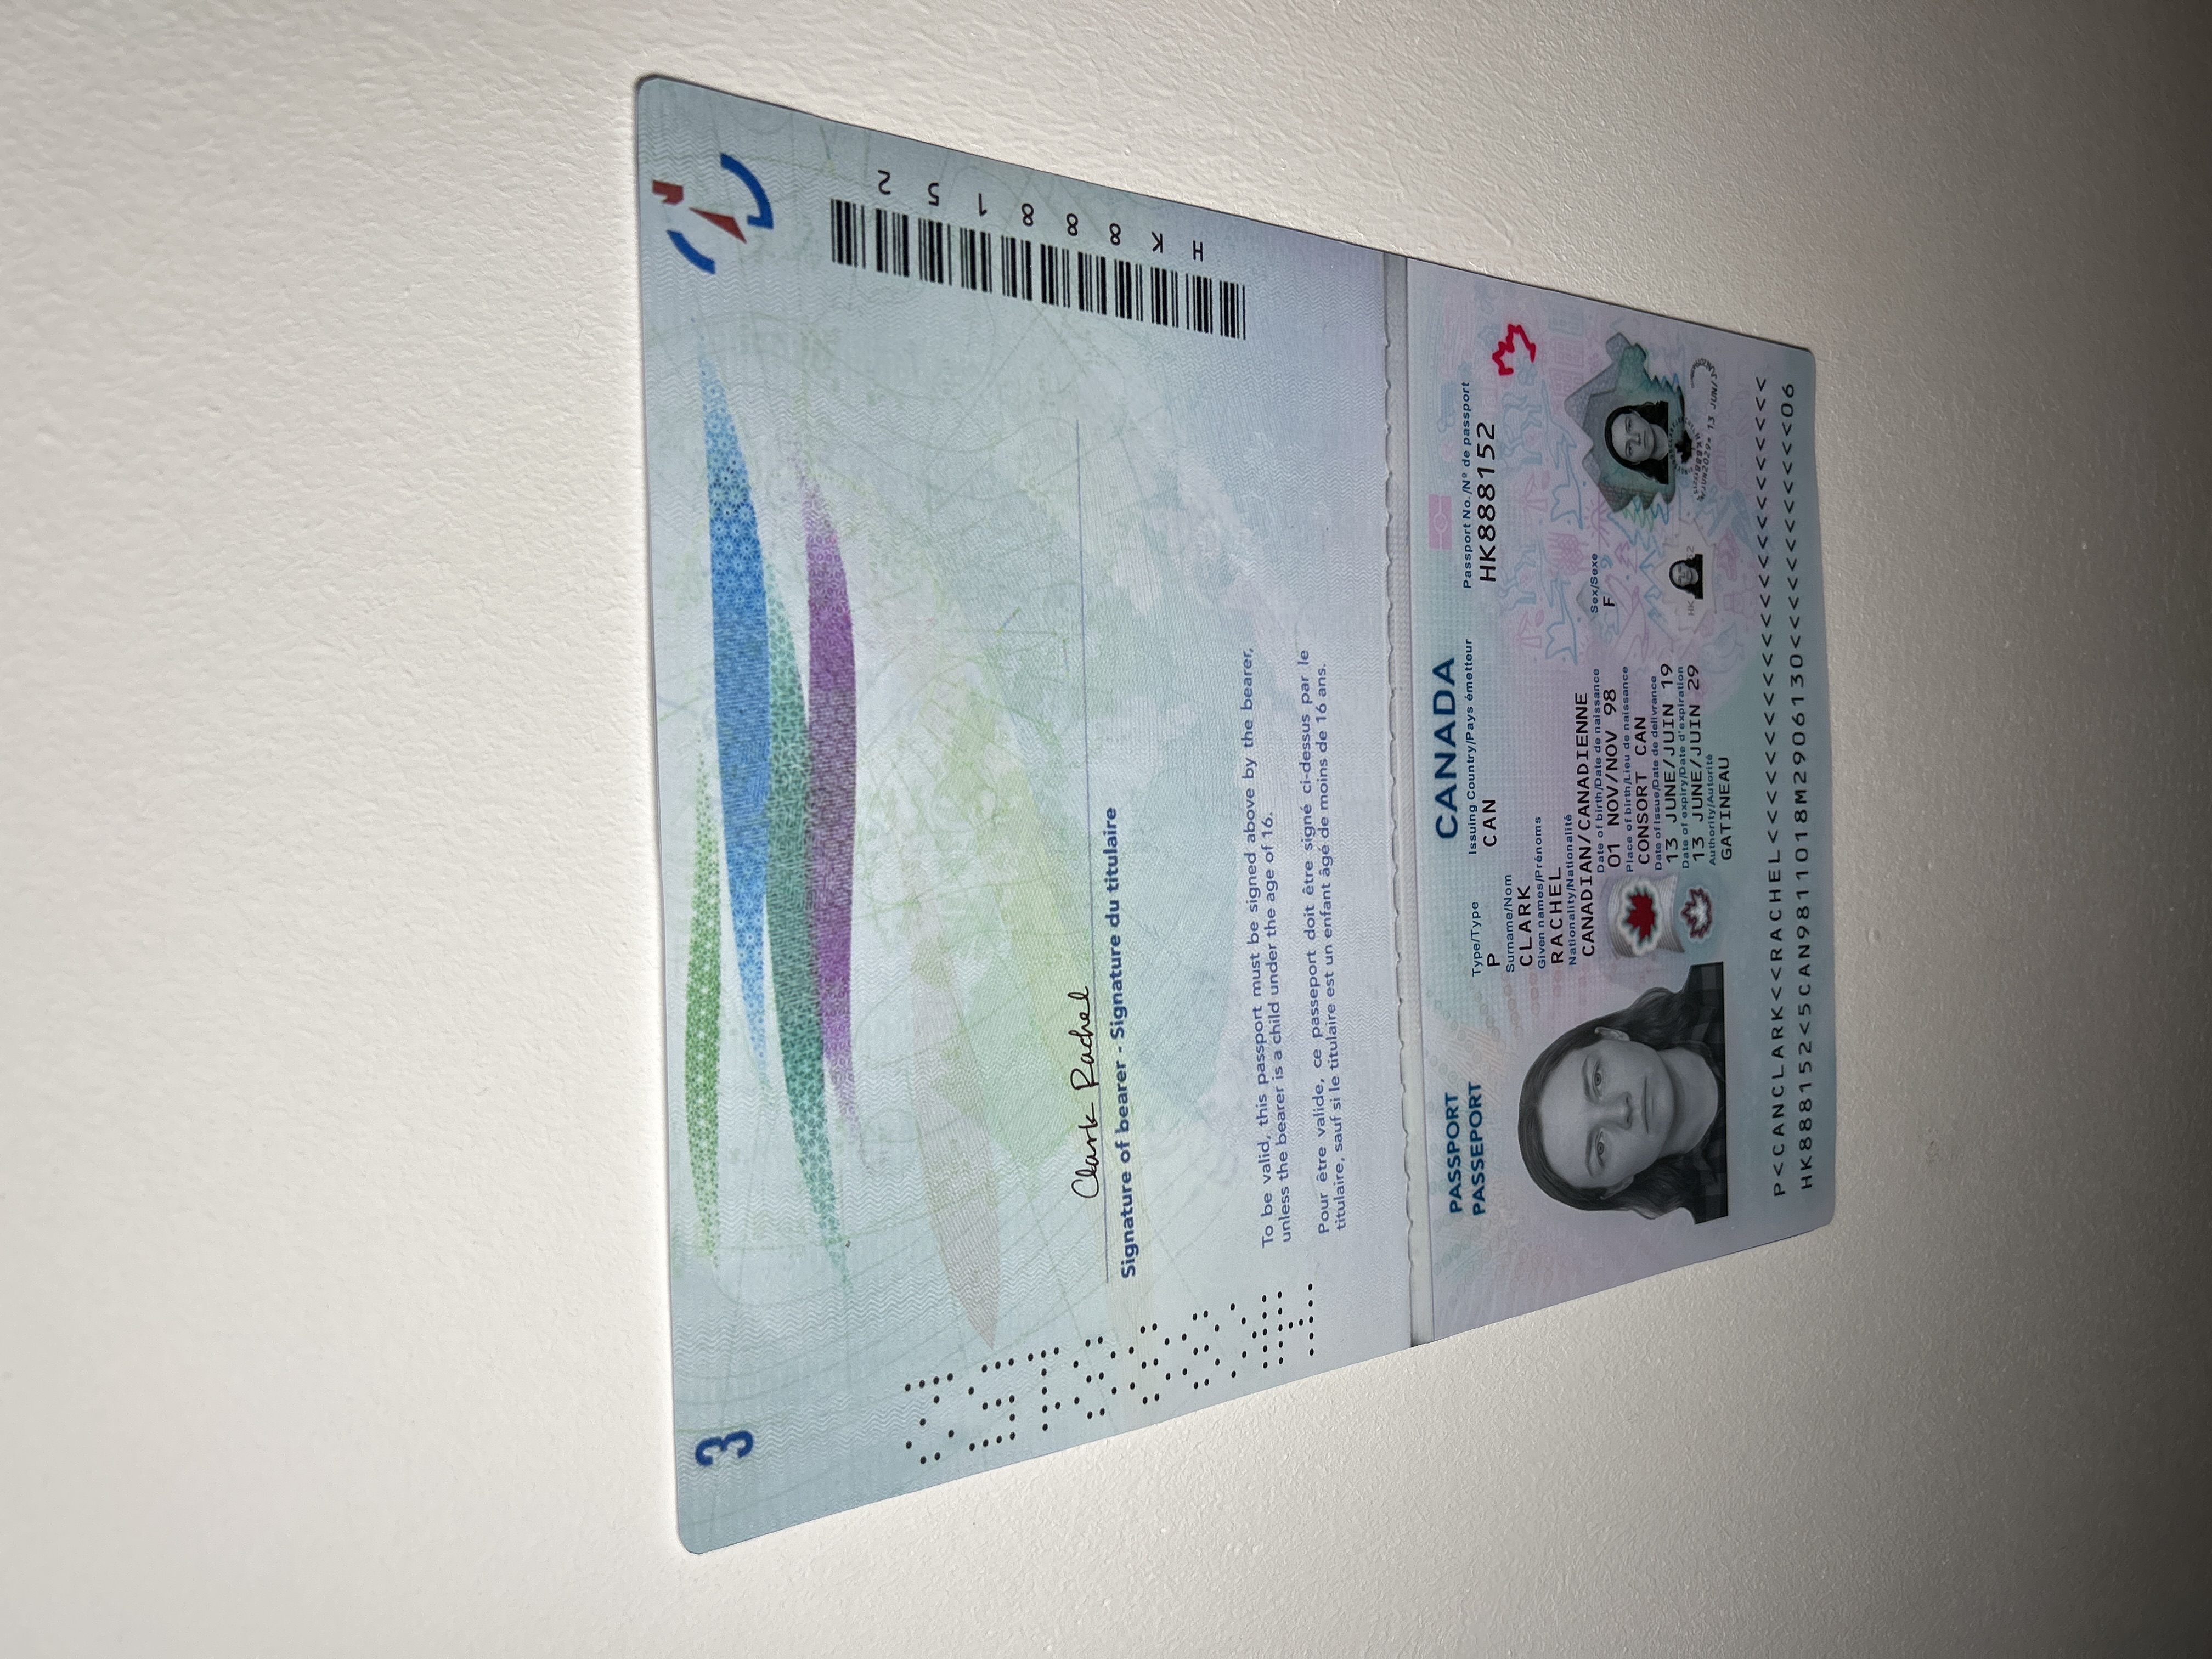 3
Clark Rachel
Signature of bearer - Signature du titulaire
To be valid, this passport must be signed above by the bearer,
unless the bearer is a child under the age of 16.
Pour être valide, ce passeport doit être signé ci-dessus par le
titulaire, sauf si le titulaire est un enfant âgé de moins de 16 ans.
HK888152
PASSPORT
PASSEPORT
CANADA
Type/Type
P
Issuing Country/Pays émetteur
CAN
Passport No./Nº de passport
HK888152
Surname/Nom
CLARK
Given names/Prénoms
RACHEL
Nationality/Nationalité
CANADIAN/CANADIENNE
Date of birth/Date de naissance
01 NOV/NOV 98
Sex/Sexe
F
Place of birth/Lieu de naissance
CONSORT CAN
Date of Issue/Date de delivrance
13 JUNE/JUIN 19
Date of expiry/Date d'expiration
13 JUNE/JUIN 29
Authority/Autorité
GATINEAU
P<CANCLARK<<RACHEL<<<<<<<<<<<<<<<<<<<<<<<<<<
HK888152<5CAN9811018M2906130<<<<<<<<<<<<<<06